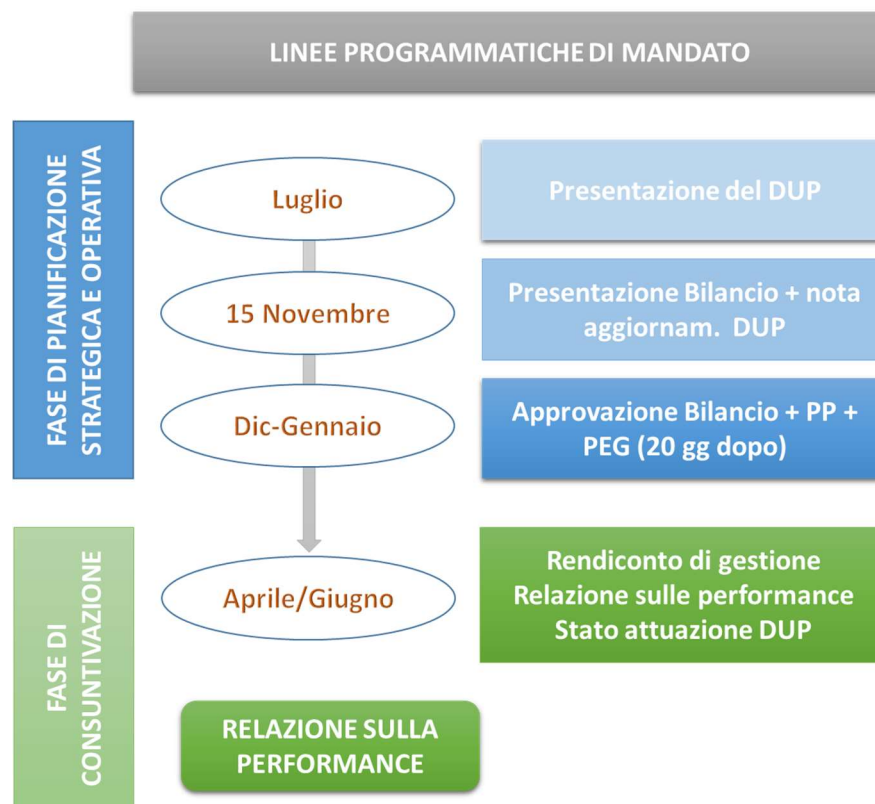 LINEE PROGRAMMATICHE DI MANDATO
FASE DI PIANIFICAZIONE
STRATEGICA E OPERATIVA
Luglio
Presentazione del DUP
15 Novembre
Presentazione Bilancio + nota
aggiornam. DUP
Dic-Gennaio
Approvazione Bilancio + PP +
PEG (20 gg dopo)
FASE DI
CONSUNTIVAZIONE
Aprile/Giugno
Rendiconto di gestione
Relazione sulle performance
Stato attuazione DUP
RELAZIONE SULLA
PERFORMANCE